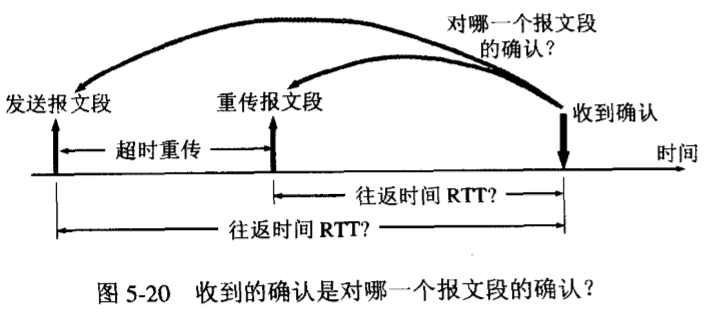 对哪一个报文段
的确认?
发送报文段
重传报文段
收到确认
超时重传
时间
往返时间 RTT?
往返时间 RTT?
图 5-20 收到的确认是对哪一个报文段的确认?